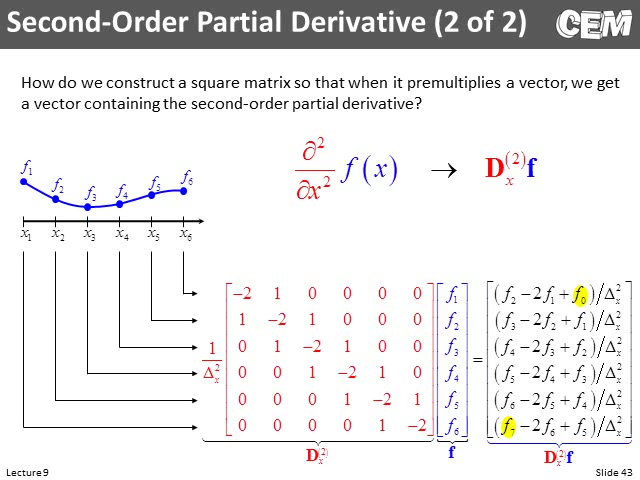 Second-Order Partial Derivative (2 of 2)
CEM
How do we construct a square matrix so that when it premultiplies a vector, we get
a vector containing the second-order partial derivative?
∂²/∂x² f(x) → Dₓ⁽²⁾f
f₁ f₂ f₃ f₄ f₅ f₆
x₁ x₂ x₃ x₄ x₅ x₆
−2 1 0 0 0 0 f₁ (f₂ − 2f₁ + f₀)/Δₓ²
1 −2 1 0 0 0 f₂ (f₃ − 2f₂ + f₁)/Δₓ²
1/Δₓ² 0 1 −2 1 0 0 f₃ = (f₄ − 2f₃ + f₂)/Δₓ²
0 0 1 −2 1 0 f₄ (f₅ − 2f₄ + f₃)/Δₓ²
0 0 0 1 −2 1 f₅ (f₆ − 2f₅ + f₄)/Δₓ²
0 0 0 0 1 −2 f₆ (f₇ − 2f₆ + f₅)/Δₓ²
Dₓ⁽²⁾ f Dₓ⁽²⁾f
Lecture 9 Slide 43